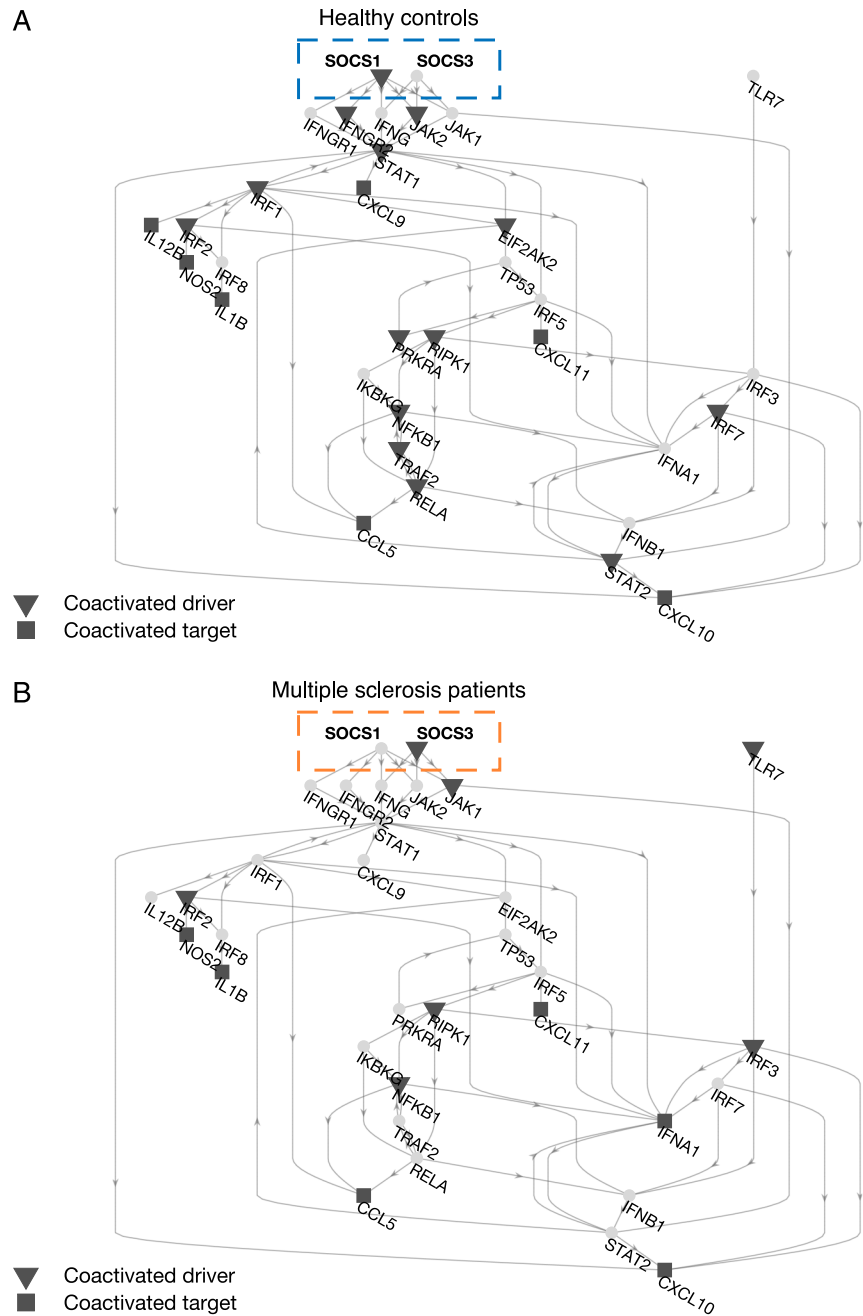 A
Healthy controls
SOCS1 SOCS3
TLR7
IFNGR1 IFNGR2 IFNG JAK2 JAK1
STAT1
IRF1 CXCL9
IL12B IRF2 EIF2AK2
NOS2 IRF8 TP53
IL1B IRF5
PRKRA RIPK1 CXCL11
IKBKG IRF3
NFKB1 IRF7
TRAF2 IFNA1
RELA
CCL5 IFNB1
STAT2
CXCL10
Coactivated driver
Coactivated target
B
Multiple sclerosis patients
SOCS1 SOCS3
TLR7
IFNGR1 IFNGR2 IFNG JAK2 JAK1
STAT1
IRF1 CXCL9
IL12B IRF2 EIF2AK2
NOS2 IRF8 TP53
IL1B IRF5
PRKRA RIPK1 CXCL11
IKBKG IRF3
NFKB1 IRF7
TRAF2 IFNA1
RELA
CCL5 IFNB1
STAT2
CXCL10
Coactivated driver
Coactivated target